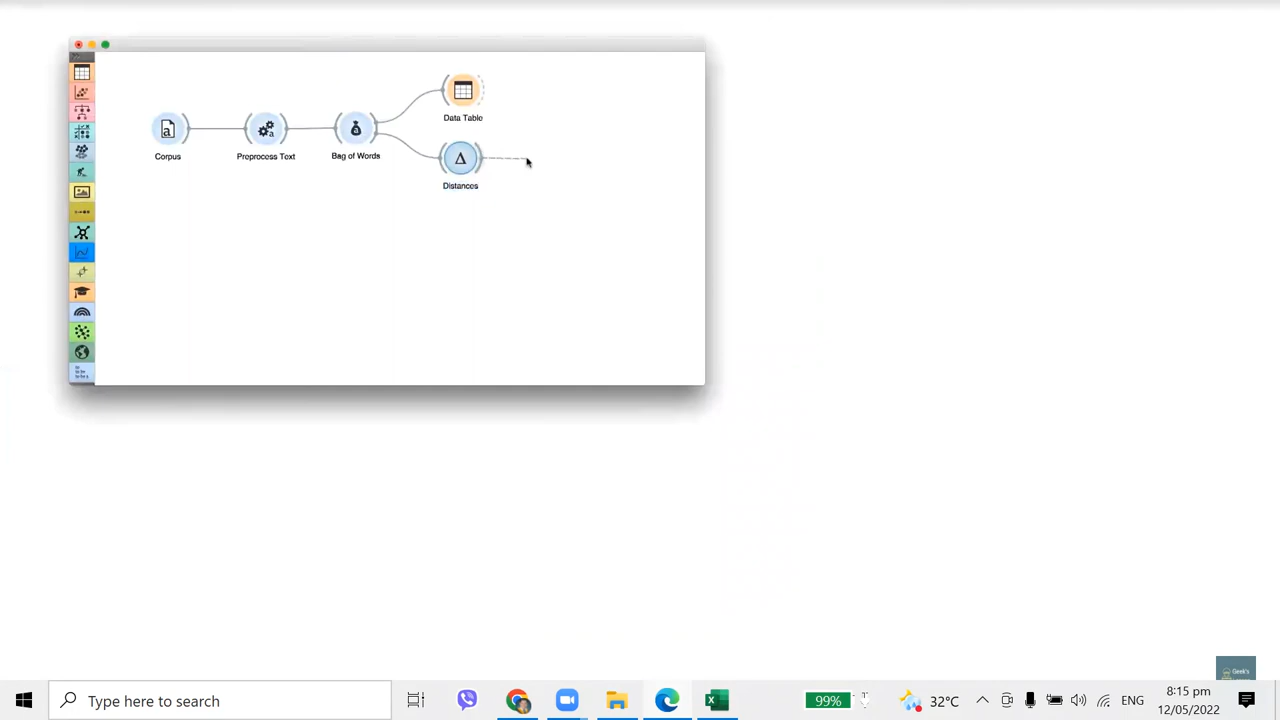 Data Table
Corpus
Preprocess Text
Bag of Words
Δ
Distances
Geek's
Type here to search
99%
32°C
ENG
8:15 pm
12/05/2022